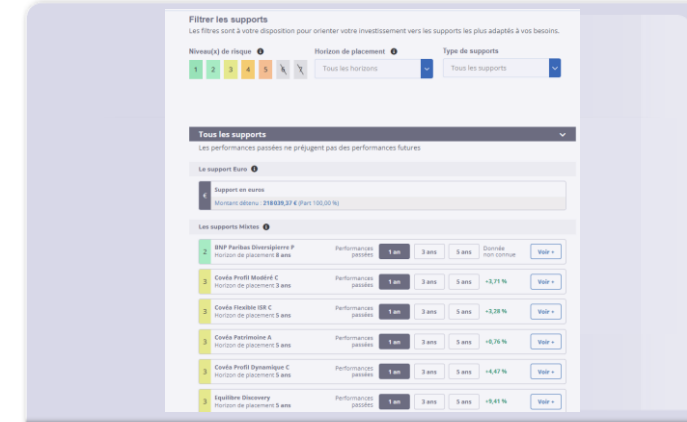 Filtrer les supports
Les filtres sont à votre disposition pour orienter votre investissement vers les supports les plus adaptés à vos besoins.
Niveau(x) de risque Horizon de placement Type de supports
1 2 3 4 5 6 7 Tous les horizons Tous les supports
Tous les supports
Les performances passées ne préjugent pas des performances futures
Le support Euro
Support en euros
€
Montant détenu : 218 039,37 € (Part 100,00 %)
Les supports Mixtes
2 BNP Paribas Diversipierre P Performances passées 1 an 3 ans 5 ans Donnée non connue Voir +
Horizon de placement 8 ans
3 Covéa Profil Modéré C Performances passées 1 an 3 ans 5 ans +3,71 % Voir +
Horizon de placement 3 ans
3 Covéa Flexible ISR C Performances passées 1 an 3 ans 5 ans +3,28 % Voir +
Horizon de placement 5 ans
3 Covéa Patrimoine A Performances passées 1 an 3 ans 5 ans +0,76 % Voir +
Horizon de placement 5 ans
3 Covéa Profil Dynamique C Performances passées 1 an 3 ans 5 ans +4,47 % Voir +
Horizon de placement 5 ans
3 Equilibre Discovery Performances passées 1 an 3 ans 5 ans +9,41 % Voir +
Horizon de placement 5 ans